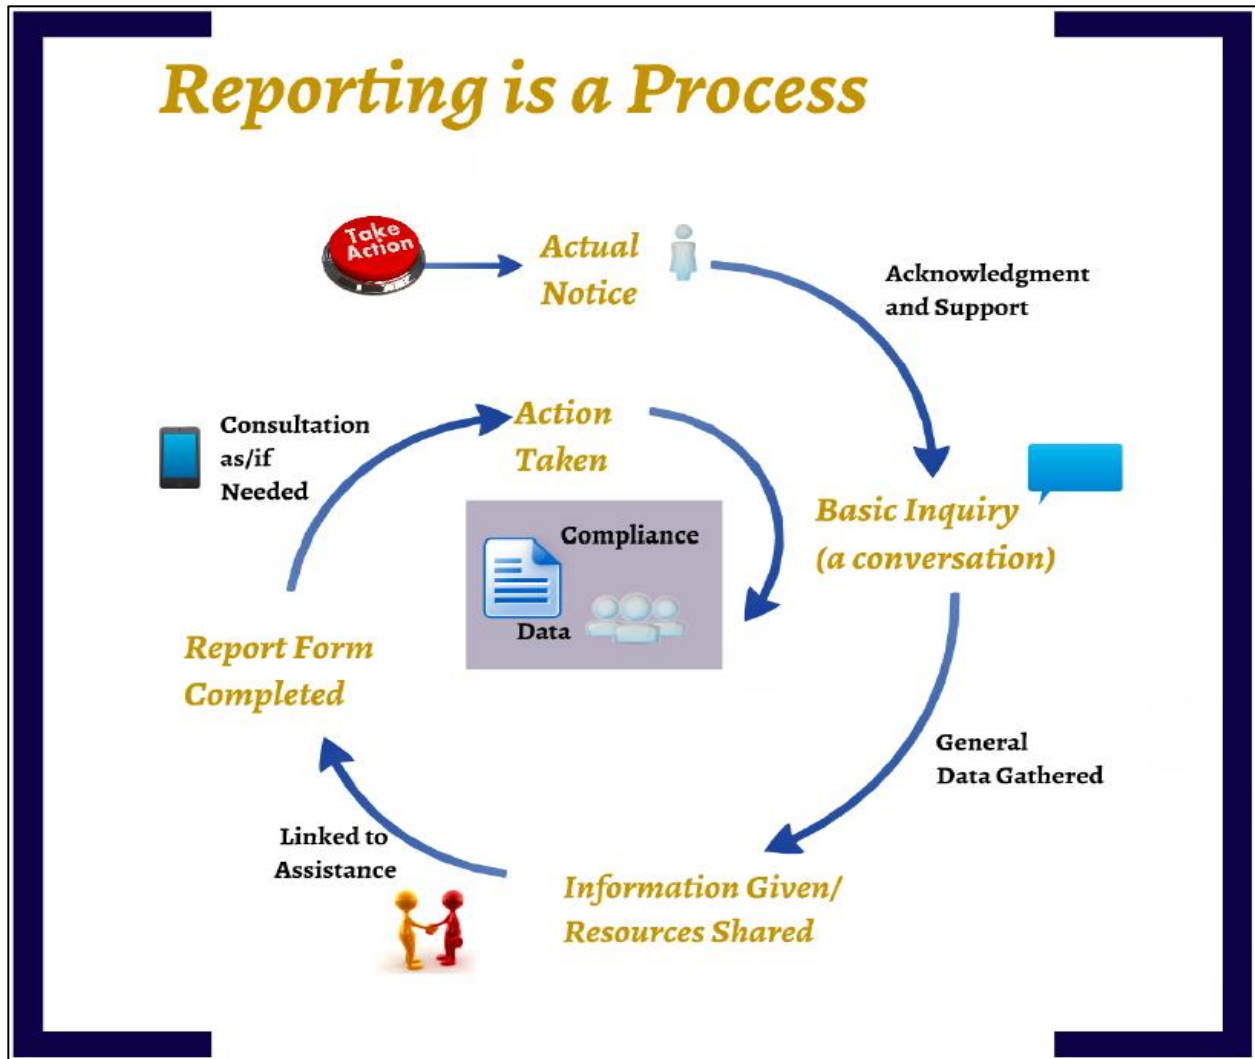 Reporting is a Process
Take
Action
Actual
Notice
Acknowledgment
and Support
Basic Inquiry
(a conversation)
General
Data Gathered
Information Given/
Resources Shared
Linked to
Assistance
Report Form
Completed
Consultation
as/if
Needed
Action
Taken
Compliance
Data